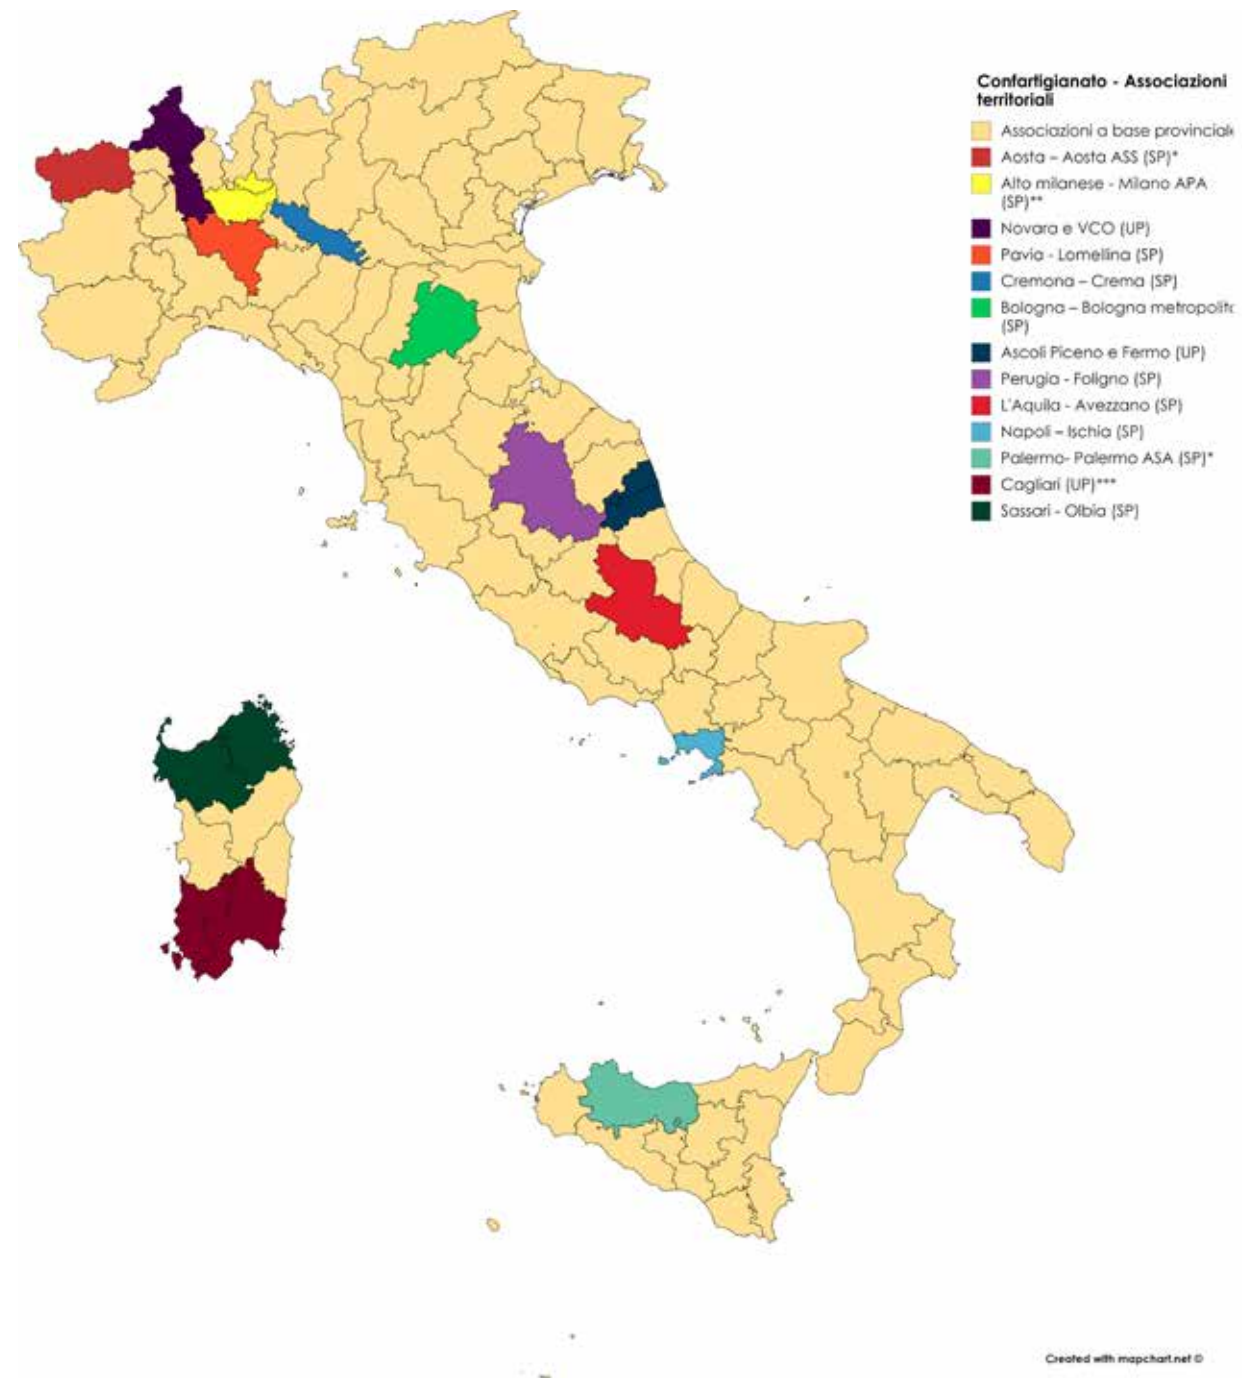 Confartigianato - Associazioni
territoriali
Associazioni a base provinciale
Aosta – Aosta ASS (SP)*
Alto milanese - Milano APA
(SP)**
Novara e VCO (UP)
Pavia - Lomellina (SP)
Cremona – Crema (SP)
Bologna – Bologna metropolit
(SP)
Ascoli Piceno e Fermo (UP)
Perugia - Foligno (SP)
L'Aquila - Avezzano (SP)
Napoli – Ischia (SP)
Palermo- Palermo ASA (SP)*
Cagliari (UP)***
Sassari - Olbia (SP)
Created with mapchart.net ©